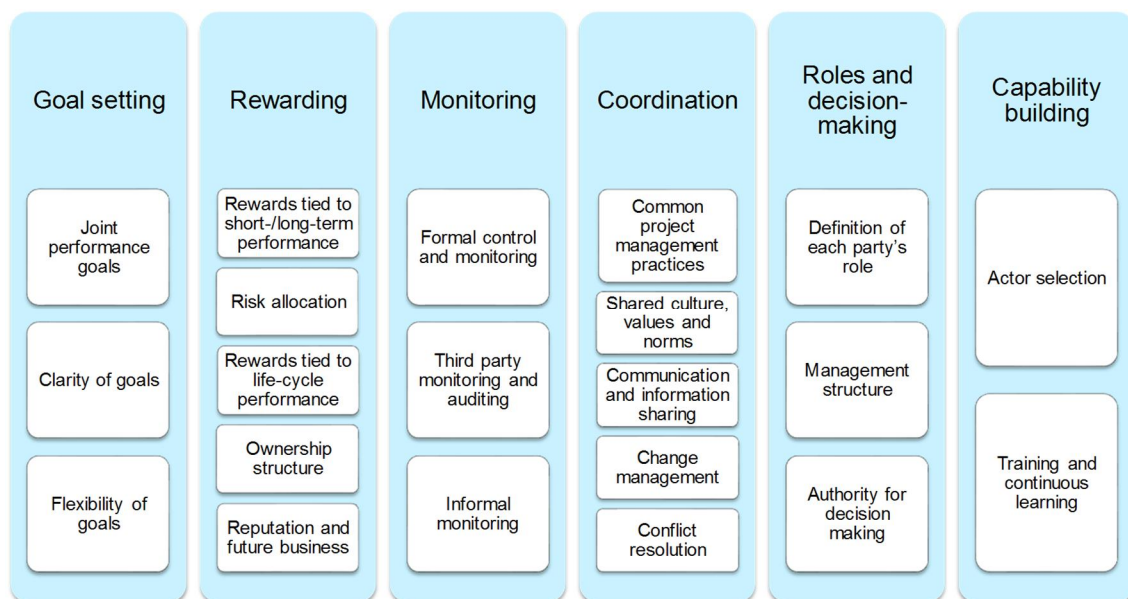 Goal setting
Joint
performance
goals
Clarity of goals
Flexibility of
goals
Rewarding
Rewards tied to
short-/long-term
performance
Risk allocation
Rewards tied to
life-cycle
performance
Ownership
structure
Reputation and
future business
Monitoring
Formal control
and monitoring
Third party
monitoring and
auditing
Informal
monitoring
Coordination
Common
project
management
practices
Shared culture,
values and
norms
Communication
and information
sharing
Change
management
Conflict
resolution
Roles and
decision-
making
Definition of
each party's
role
Management
structure
Authority for
decision
making
Capability
building
Actor selection
Training and
continuous
learning